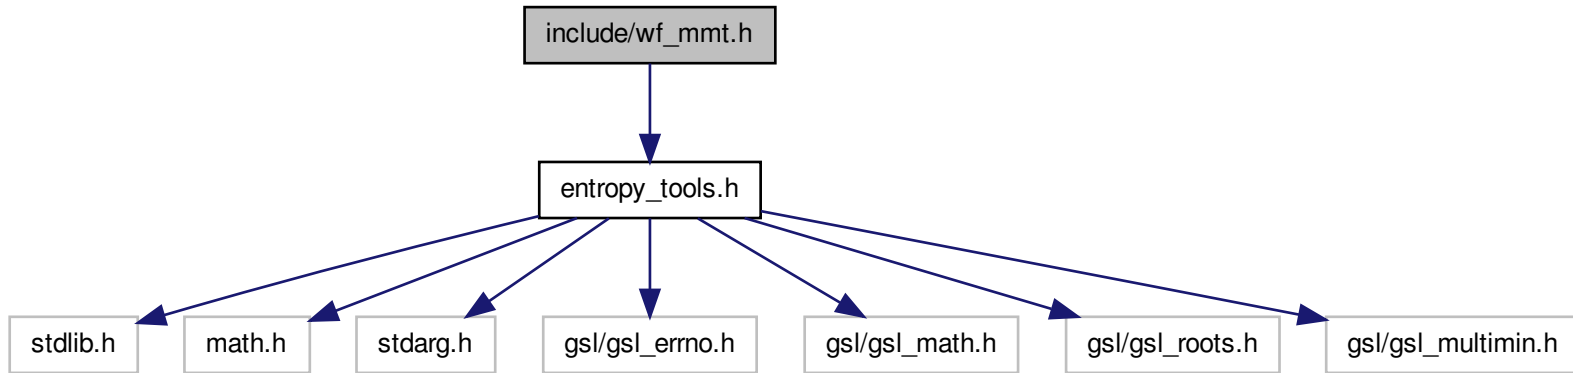 include/wf_mmt.h
entropy_tools.h
stdlib.h
math.h
stdarg.h
gsl/gsl_errno.h
gsl/gsl_math.h
gsl/gsl_roots.h
gsl/gsl_multimin.h